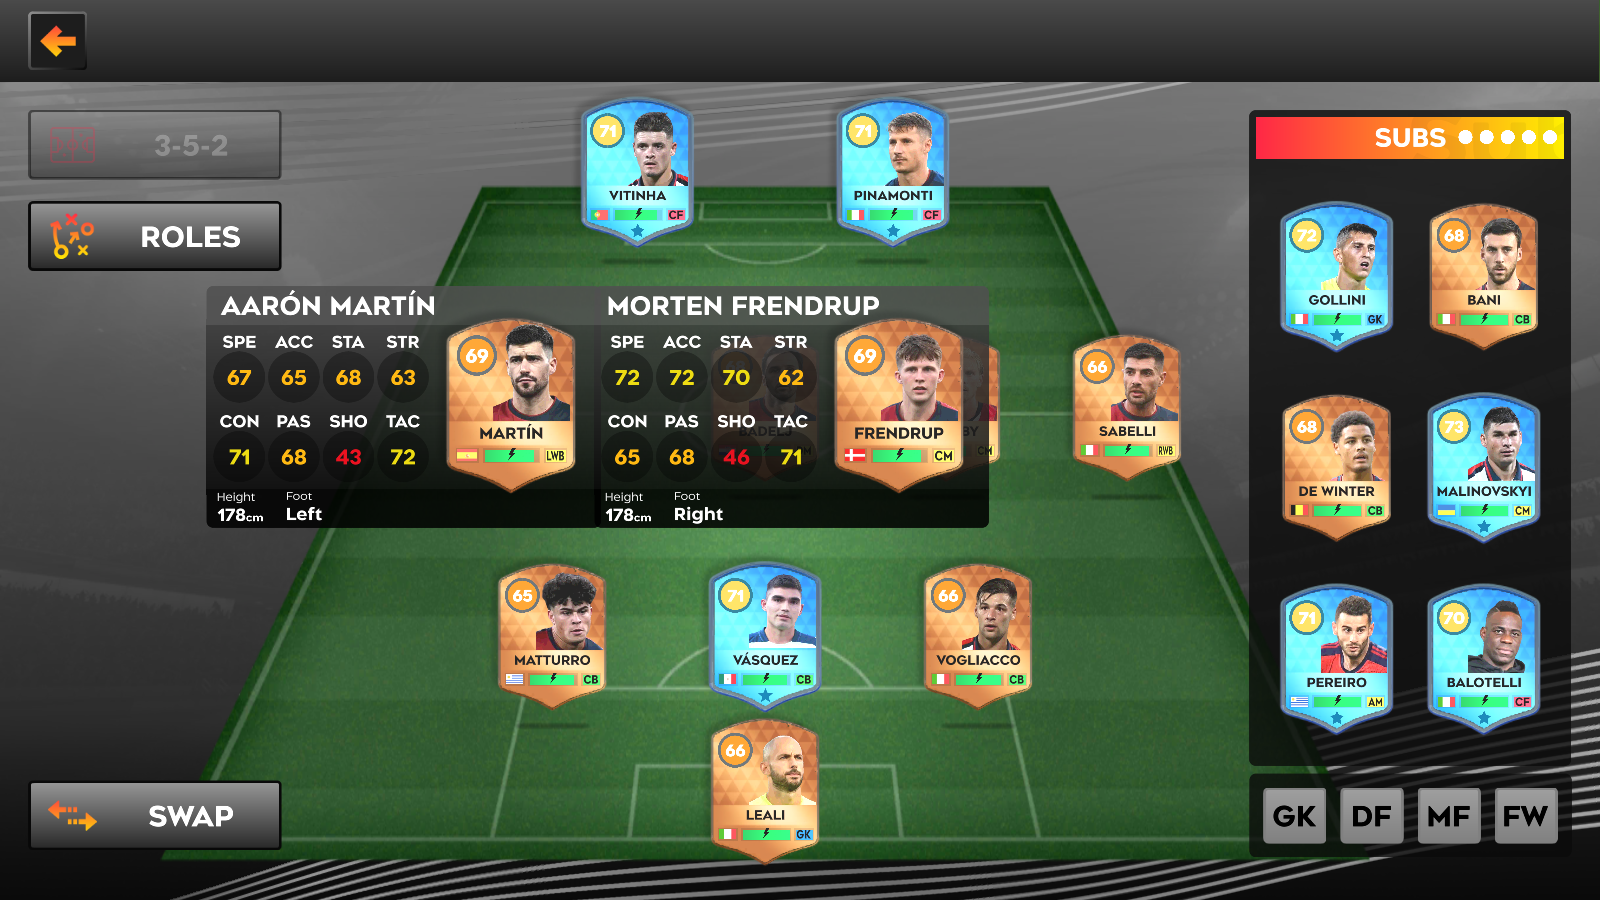 3-5-2
ROLES
71
VITINHA
CF
71
PINAMONTI
CF
SUBS
72
GOLLINI
GK
68
BANI
CB
AARÓN MARTÍN
SPE ACC STA STR
67 65 68 63
CON PAS SHO TAC
71 68 43 72
Height Foot
178cm Left
69
MARTÍN
LWB
MORTEN FRENDRUP
SPE ACC STA STR
72 72 70 62
CON PAS SHO TAC
65 68 46 71
Height Foot
178cm Right
69
FRENDRUP
CM
BADELJ
CM
BY
CM
66
SABELLI
RWB
68
DE WINTER
CB
73
MALINOVSKYI
CM
65
MATTURRO
CB
71
VÁSQUEZ
CB
66
VOGLIACCO
CB
71
PEREIRO
AM
70
BALOTELLI
CF
66
LEALI
GK
SWAP
GK DF MF FW